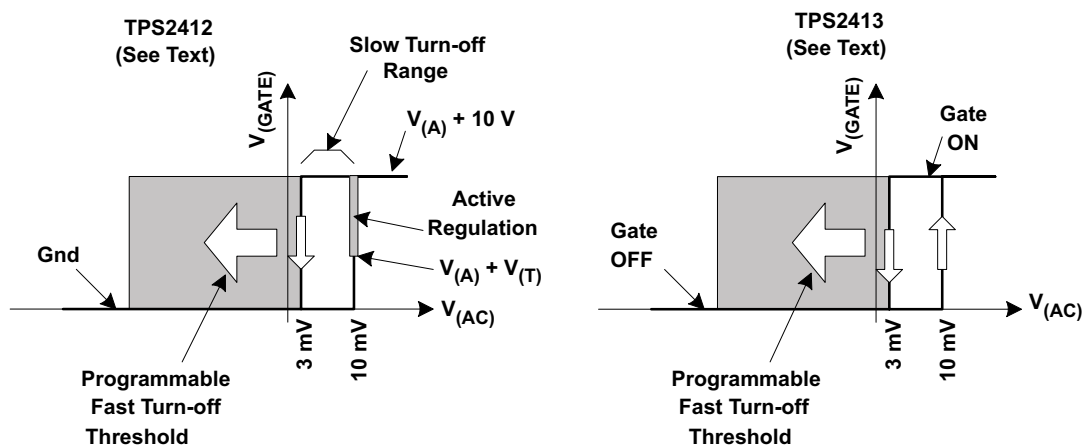 TPS2412
(See Text)
Slow Turn-off
Range
V(GATE)
V(A) + 10 V
Active
Regulation
Gnd
V(A) + V(T)
V(AC)
3 mV
10 mV
Programmable
Fast Turn-off
Threshold
TPS2413
(See Text)
V(GATE)
Gate
ON
Gate
OFF
V(AC)
3 mV
10 mV
Programmable
Fast Turn-off
Threshold